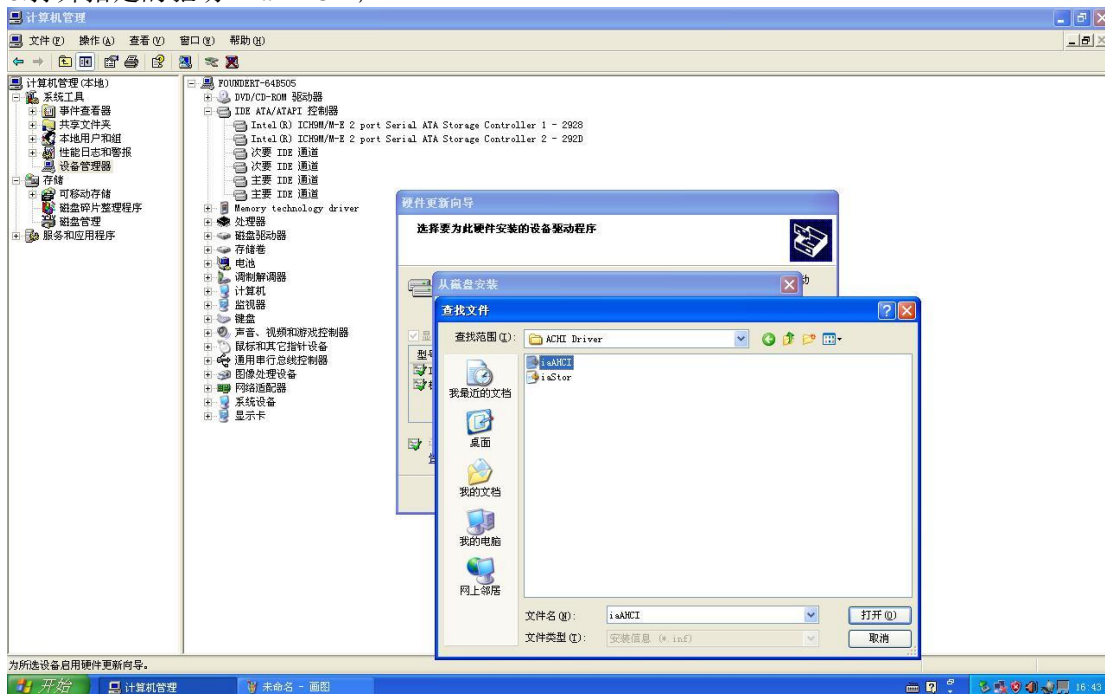 计算机管理
文件(F) 操作(A) 查看(V) 窗口(W) 帮助(H)
计算机管理(本地)
系统工具
事件查看器
共享文件夹
本地用户和组
性能日志和警报
设备管理器
存储
可移动存储
磁盘碎片整理程序
磁盘管理
服务和应用程序
FOUNDERT-64B505
DVD/CD-ROM 驱动器
IDE ATA/ATAPI 控制器
Intel(R) ICH9M/M-E 2 port Serial ATA Storage Controller 1 - 2928
Intel(R) ICH9M/M-E 2 port Serial ATA Storage Controller 2 - 292D
次要 IDE 通道
次要 IDE 通道
主要 IDE 通道
主要 IDE 通道
Memory technology driver
处理器
磁盘驱动器
存储卷
电池
调制解调器
计算机
监视器
键盘
声音、视频和游戏控制器
鼠标和其它指针设备
通用串行总线控制器
图像处理设备
网络适配器
系统设备
显示卡
硬件更新向导
选择要为此硬件安装的设备驱动程序
从磁盘安装
查找文件
查找范围(I):
ACHI Driver
iaAHCI
iaStor
我最近的文档
桌面
我的文档
我的电脑
网上邻居
文件名(N):
iaAHCI
打开(O)
文件类型(T):
安装信息 (*.inf)
取消
为所选设备启用硬件更新向导。
开始
计算机管理
未命名 - 画图
16:43